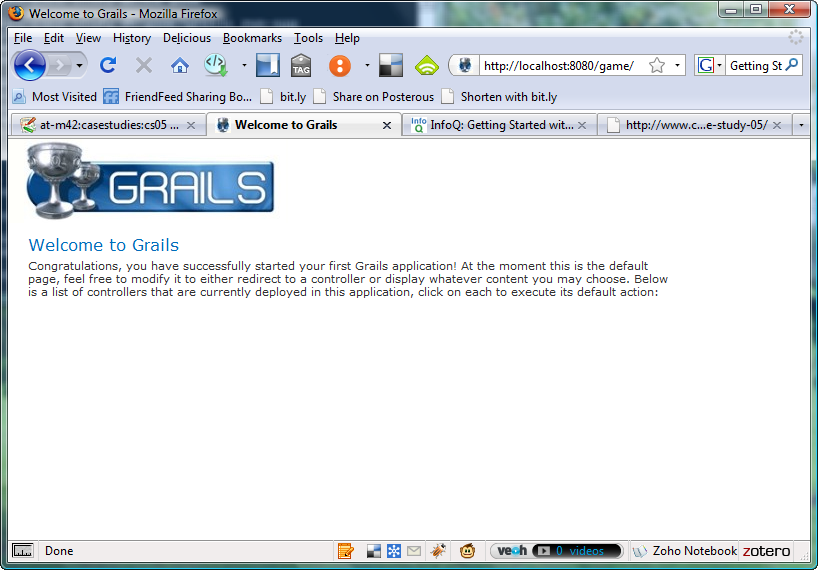 Welcome to Grails - Mozilla Firefox
File Edit View History Delicious Bookmarks Tools Help
TAG http://localhost:8080/game/ G Getting St
Most Visited FriendFeed Sharing Bo... bit.ly Share on Posterous Shorten with bit.ly
at-m42:casestudies:cs05 ... Welcome to Grails Info Q InfoQ: Getting Started wit... http://www.c...e-study-05/
GRAILS
Welcome to Grails
Congratulations, you have successfully started your first Grails application! At the moment this is the default
page, feel free to modify it to either redirect to a controller or display whatever content you may choose. Below
is a list of controllers that are currently deployed in this application, click on each to execute its default action:
Done veoh 0 videos Zoho Notebook zotero